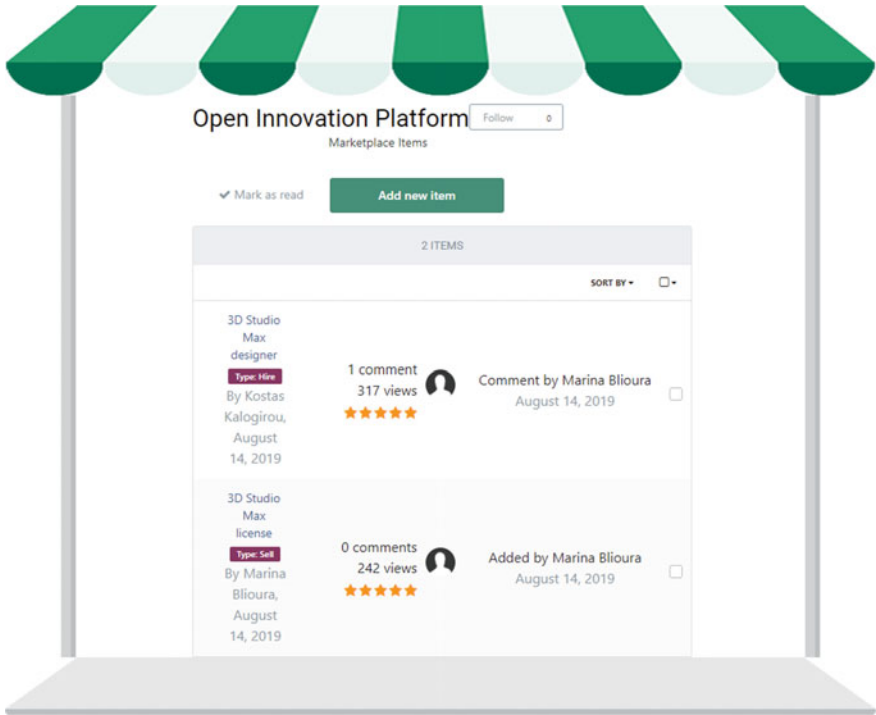 Open Innovation Platform
Follow 0
Marketplace Items
Mark as read
Add new item
2 ITEMS
SORT BY
3D Studio
Max
designer
Type: Hire
By Kostas
Kalogirou,
August
14, 2019
1 comment
317 views
Comment by Marina Blioura
August 14, 2019
3D Studio
Max
license
Type: Sell
By Marina
Blioura,
August
14, 2019
0 comments
242 views
Added by Marina Blioura
August 14, 2019